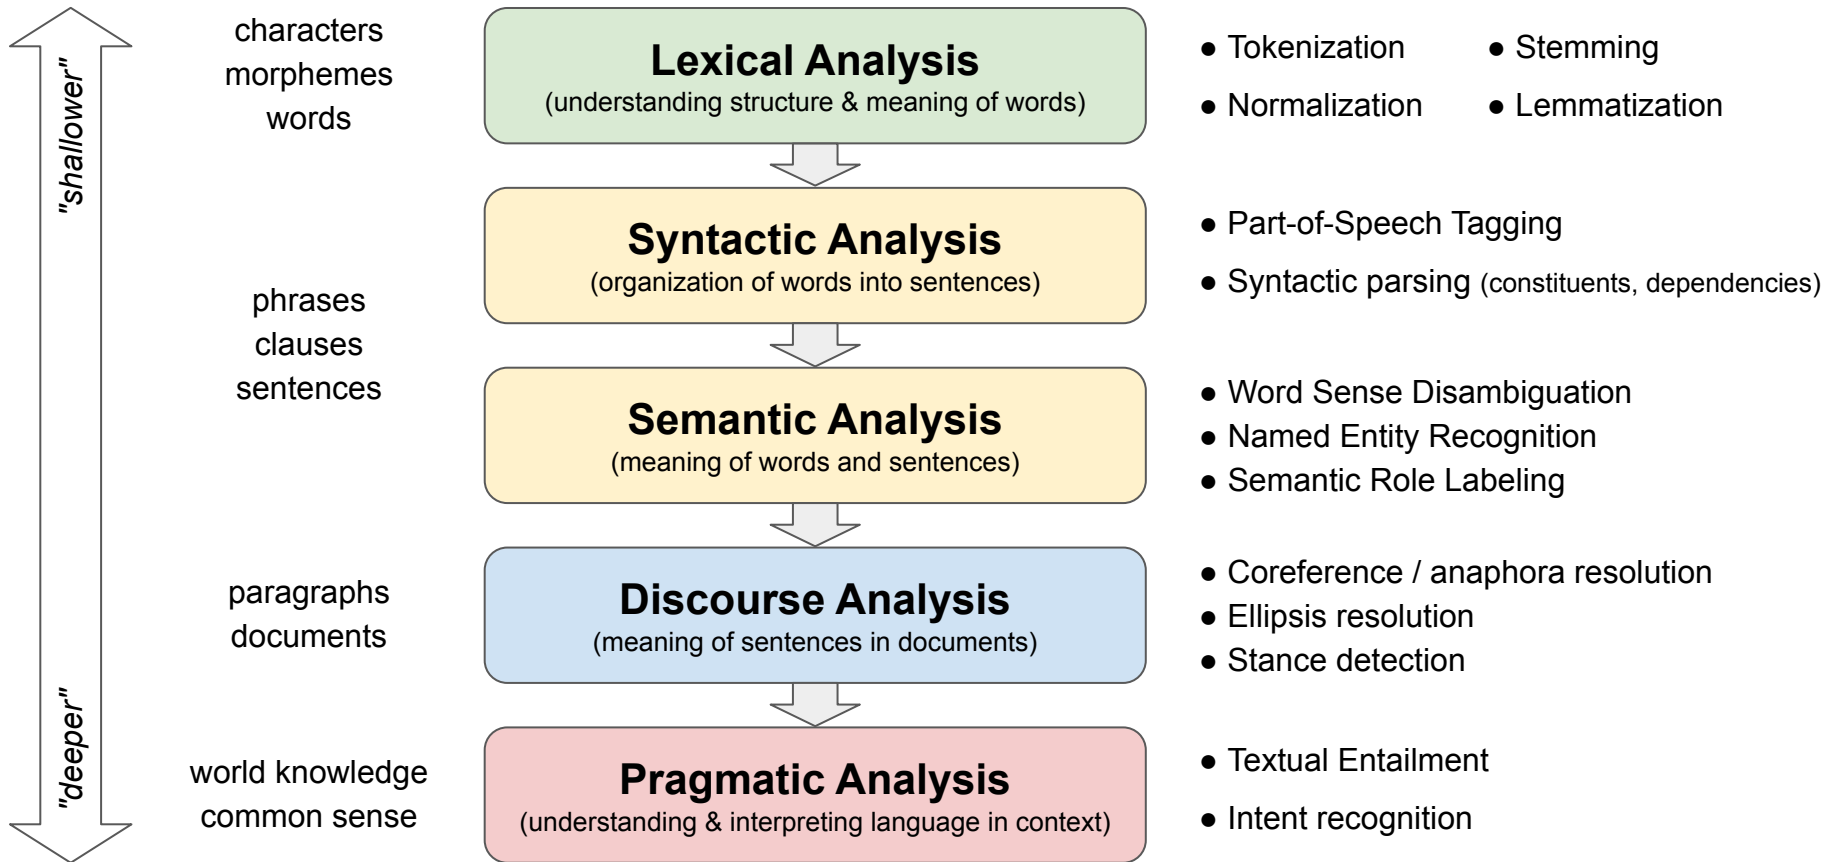 "shallower"
"deeper"
characters
morphemes
words
Lexical Analysis
(understanding structure & meaning of words)
● Tokenization
● Stemming
● Normalization
● Lemmatization
phrases
clauses
sentences
Syntactic Analysis
(organization of words into sentences)
● Part-of-Speech Tagging
● Syntactic parsing (constituents, dependencies)
Semantic Analysis
(meaning of words and sentences)
● Word Sense Disambiguation
● Named Entity Recognition
● Semantic Role Labeling
paragraphs
documents
Discourse Analysis
(meaning of sentences in documents)
● Coreference / anaphora resolution
● Ellipsis resolution
● Stance detection
world knowledge
common sense
Pragmatic Analysis
(understanding & interpreting language in context)
● Textual Entailment
● Intent recognition